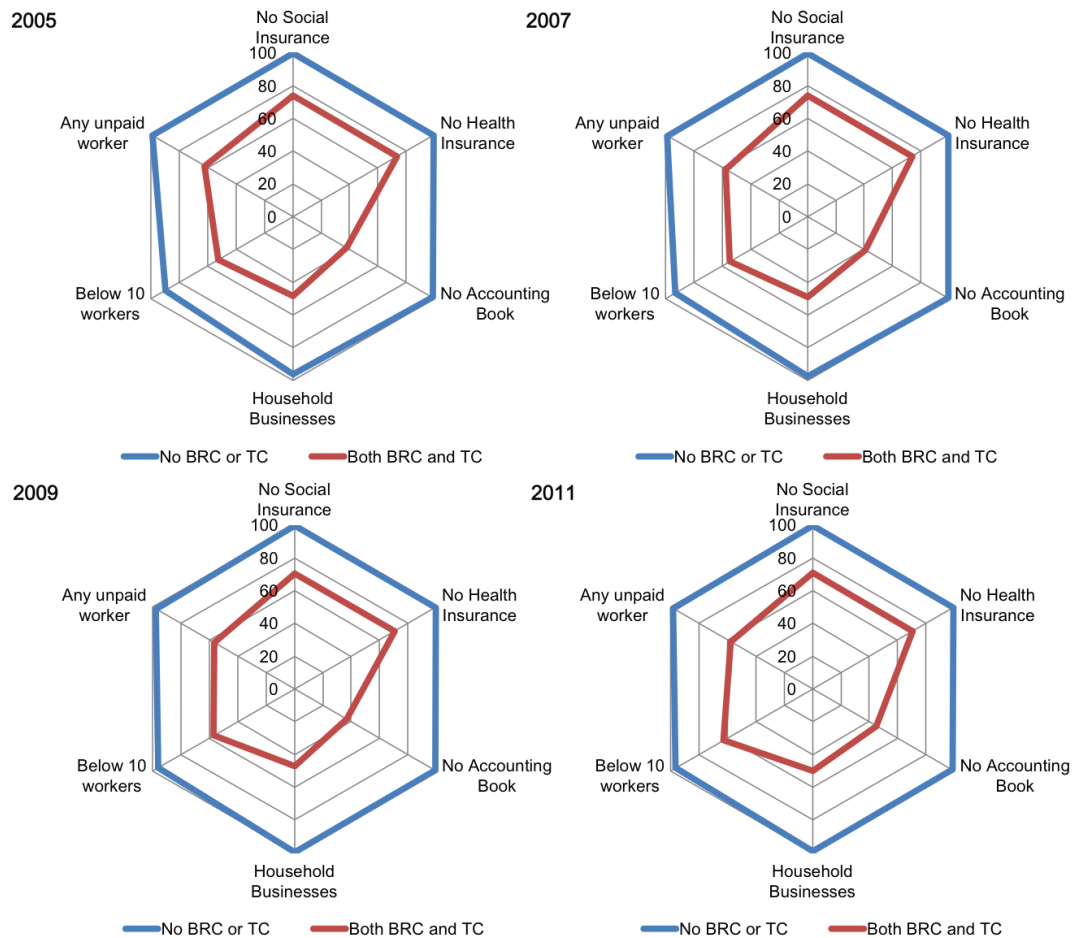 2005
No Social
Insurance
100
80
60
40
20
0
No Health
Insurance
No Accounting
Book
Household
Businesses
Below 10
workers
Any unpaid
worker
No BRC or TC
Both BRC and TC
2007
No Social
Insurance
100
80
60
40
20
0
No Health
Insurance
No Accounting
Book
Household
Businesses
Below 10
workers
Any unpaid
worker
No BRC or TC
Both BRC and TC
2009
No Social
Insurance
100
80
60
40
20
0
No Health
Insurance
No Accounting
Book
Household
Businesses
Below 10
workers
Any unpaid
worker
No BRC or TC
Both BRC and TC
2011
No Social
Insurance
100
80
60
40
20
0
No Health
Insurance
No Accounting
Book
Household
Businesses
Below 10
workers
Any unpaid
worker
No BRC or TC
Both BRC and TC